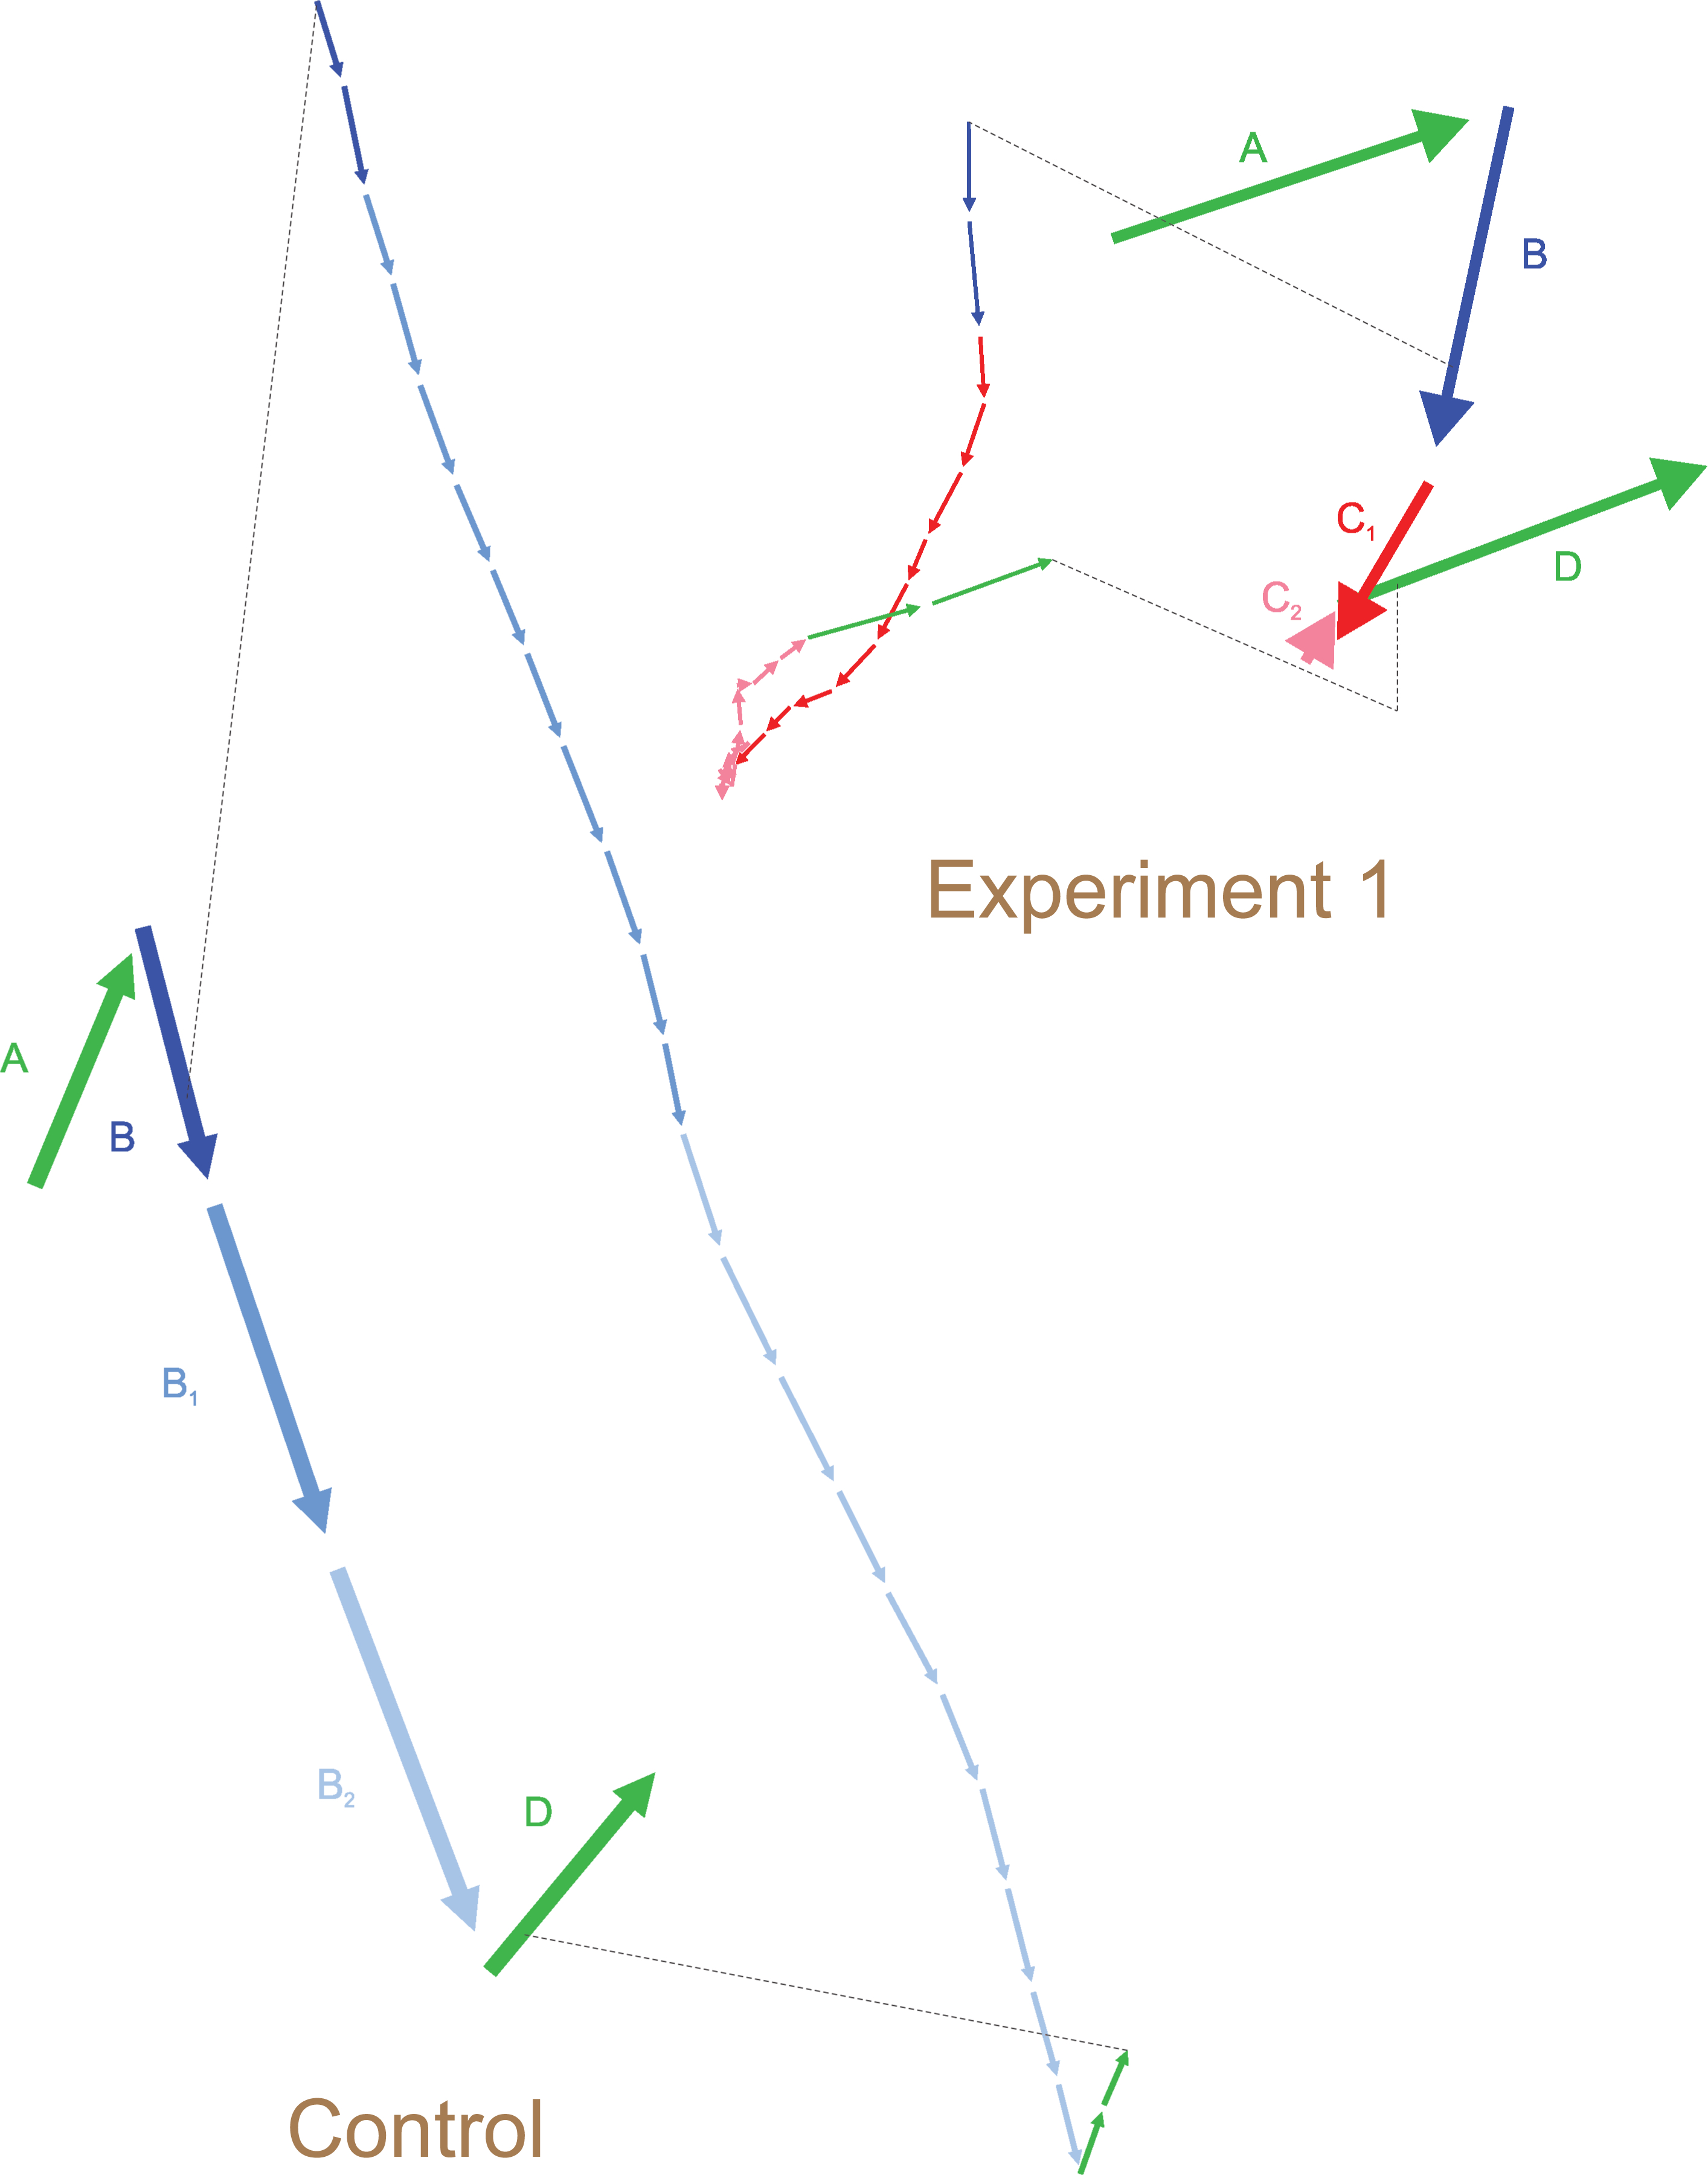 A
B
C1
D
C2
Experiment 1
A
B
B1
B2
D
Control